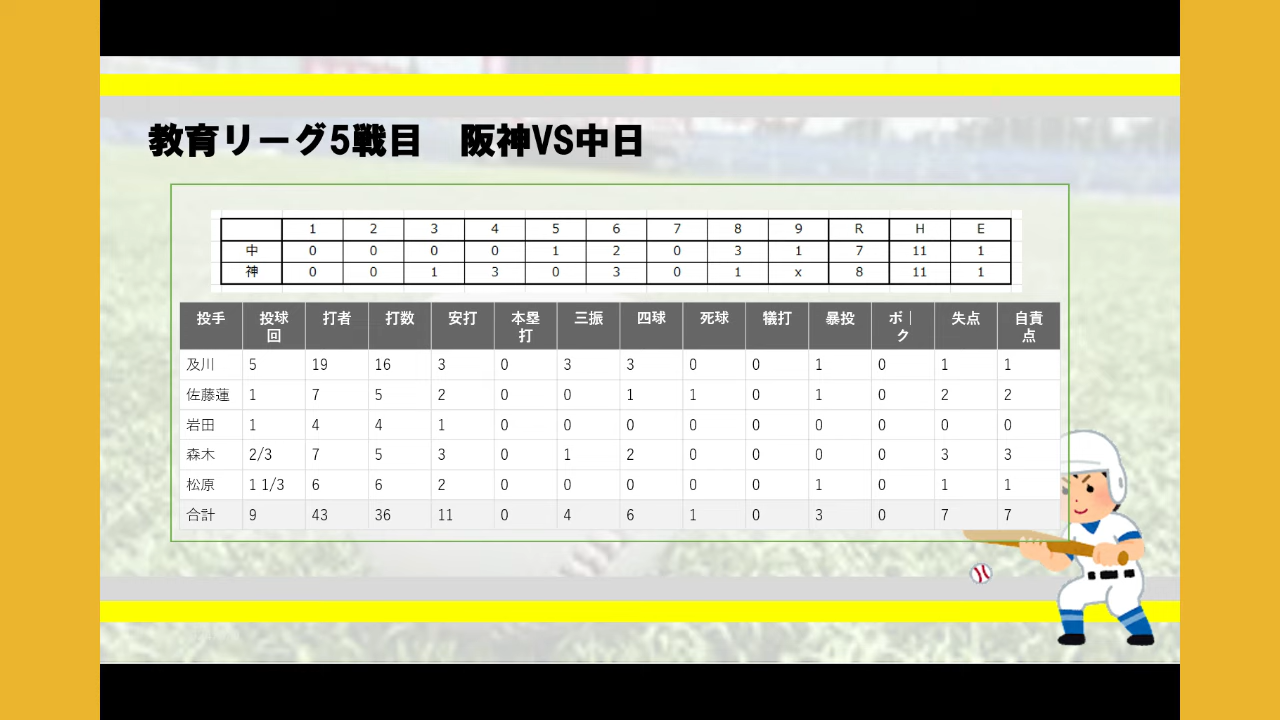 教育リーグ5戦目　阪神VS中日
1 2 3 4 5 6 7 8 9 R H E
中 0 0 0 0 1 2 0 3 1 7 11 1
神 0 0 1 3 0 3 0 1 x 8 11 1
投手 投球回 打者 打数 安打 本塁打 三振 四球 死球 犠打 暴投 ボーク 失点 自責点
及川 5 19 16 3 0 3 3 0 0 1 0 1 1
佐藤蓮 1 7 5 2 0 0 1 1 0 1 0 2 2
岩田 1 4 4 1 0 0 0 0 0 0 0 0 0
森木 2/3 7 5 3 0 1 2 0 0 0 0 3 3
松原 1 1/3 6 6 2 0 0 0 0 0 1 0 1 1
合計 9 43 36 11 0 4 6 1 0 3 0 7 7